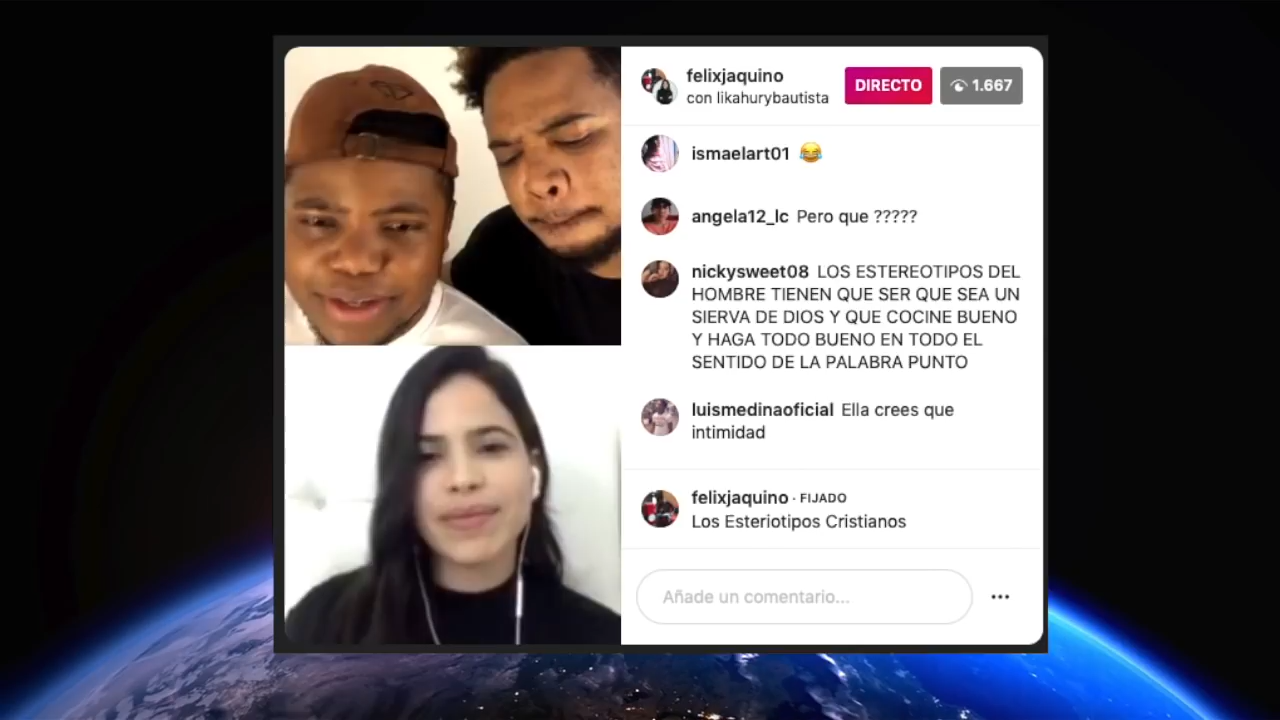 felixjaquino
con likahurybautista
DIRECTO
1.667
ismaelart01 😂
angela12_lc Pero que ?????
nickysweet08 LOS ESTEREOTIPOS DEL
HOMBRE TIENEN QUE SER QUE SEA UN
SIERVA DE DIOS Y QUE COCINE BUENO
Y HAGA TODO BUENO EN TODO EL
SENTIDO DE LA PALABRA PUNTO
luismedinaoficial Ella crees que
intimidad
felixjaquino · FIJADO
Los Esteriotipos Cristianos
Añade un comentario...